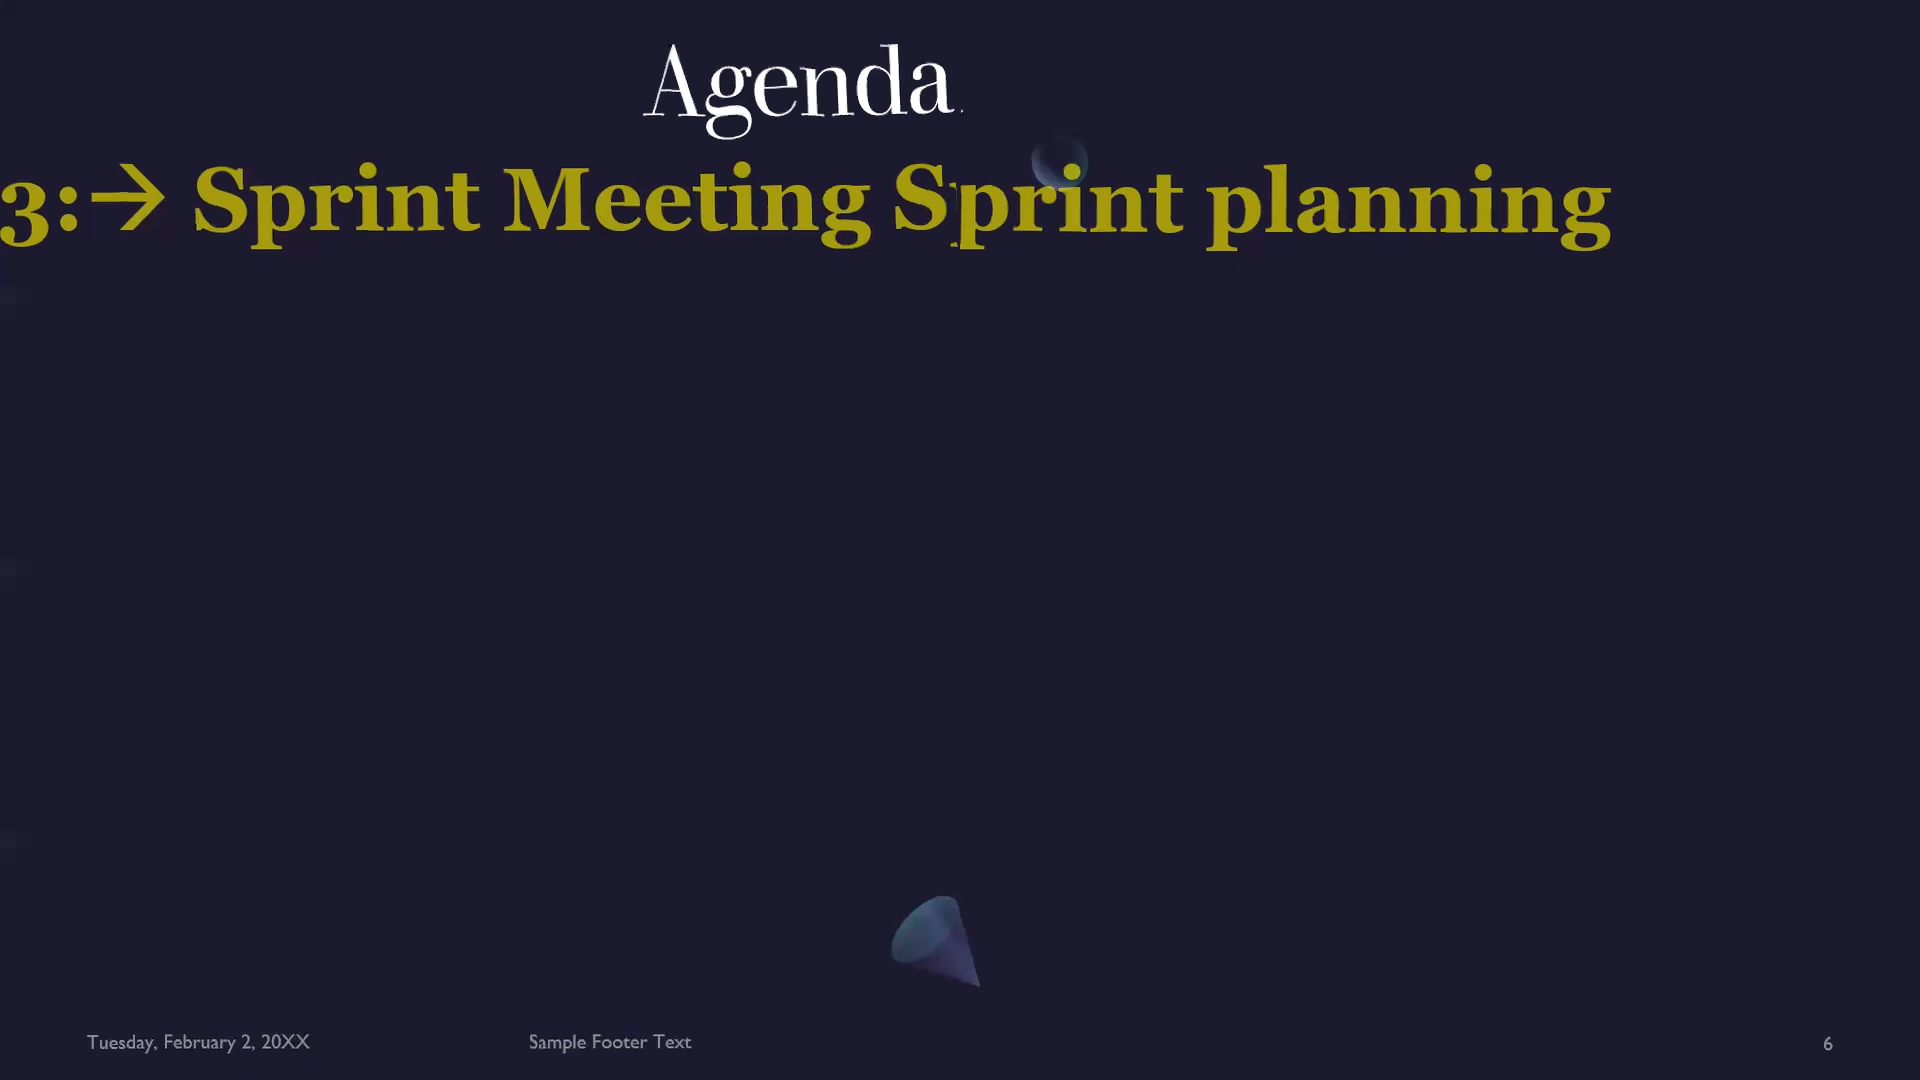 Agenda
3:→ Sprint Meeting Sprint planning
Tuesday, February 2, 20XX
Sample Footer Text
6